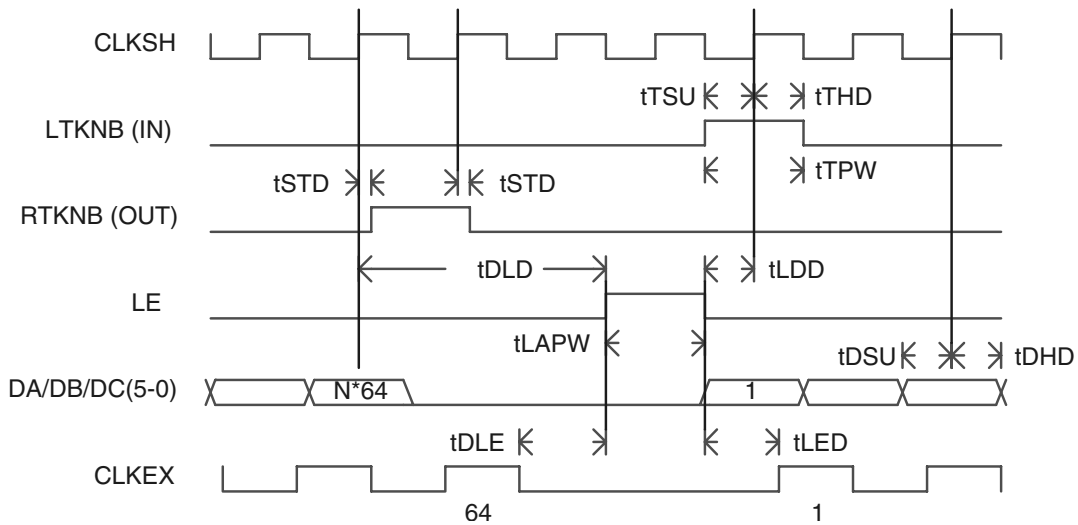 CLKSH
tTSU tTHD
LTKNB (IN)
tTPW
tSTD tSTD
RTKNB (OUT)
tDLD tLDD
LE
tLAPW
tDSU tDHD
DA/DB/DC(5-0) N*64 1
tDLE tLED
CLKEX
64 1